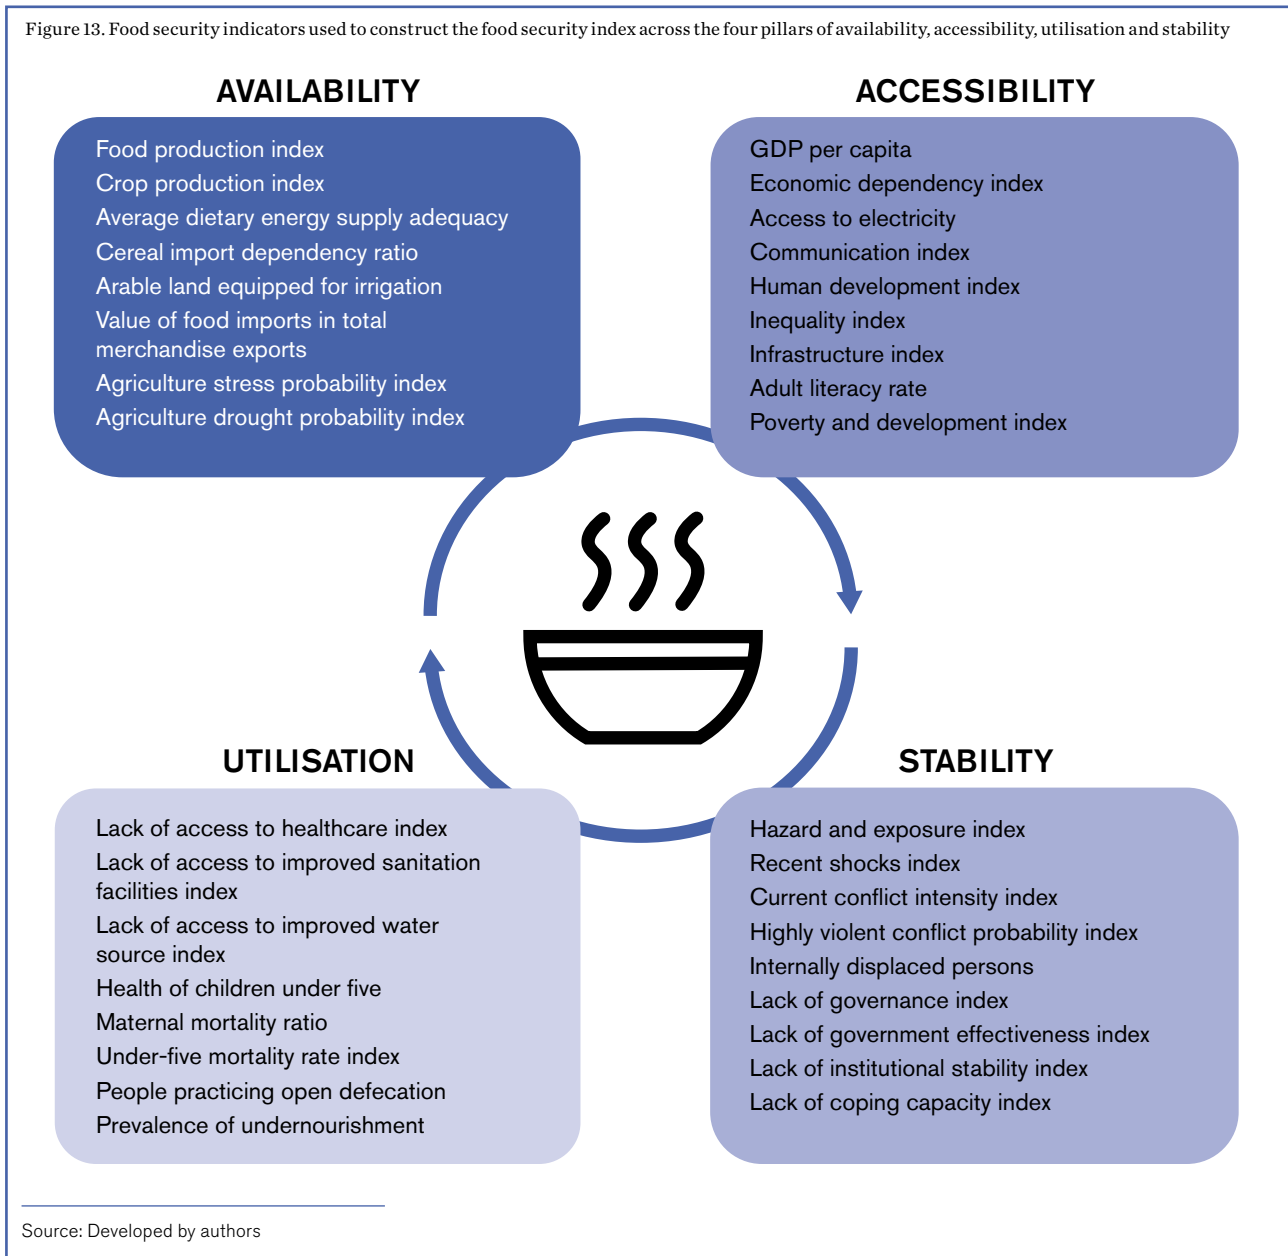 Figure 13. Food security indicators used to construct the food security index across the four pillars of availability, accessibility, utilisation and stability
AVAILABILITY
Food production index
Crop production index
Average dietary energy supply adequacy
Cereal import dependency ratio
Arable land equipped for irrigation
Value of food imports in total
merchandise exports
Agriculture stress probability index
Agriculture drought probability index
ACCESSIBILITY
GDP per capita
Economic dependency index
Access to electricity
Communication index
Human development index
Inequality index
Infrastructure index
Adult literacy rate
Poverty and development index
UTILISATION
Lack of access to healthcare index
Lack of access to improved sanitation
facilities index
Lack of access to improved water
source index
Health of children under five
Maternal mortality ratio
Under-five mortality rate index
People practicing open defecation
Prevalence of undernourishment
STABILITY
Hazard and exposure index
Recent shocks index
Current conflict intensity index
Highly violent conflict probability index
Internally displaced persons
Lack of governance index
Lack of government effectiveness index
Lack of institutional stability index
Lack of coping capacity index
Source: Developed by authors